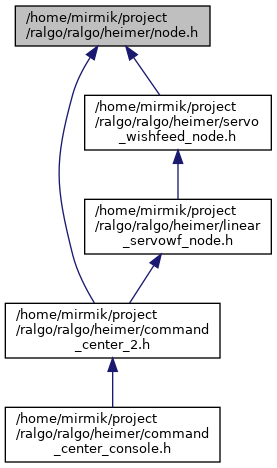 /home/mirmik/project
/ralgo/ralgo/heimer/node.h
/home/mirmik/project
/ralgo/ralgo/heimer/servo
_wishfeed_node.h
/home/mirmik/project
/ralgo/ralgo/heimer/linear
_servowf_node.h
/home/mirmik/project
/ralgo/ralgo/heimer/command
_center_2.h
/home/mirmik/project
/ralgo/ralgo/heimer/command
_center_console.h